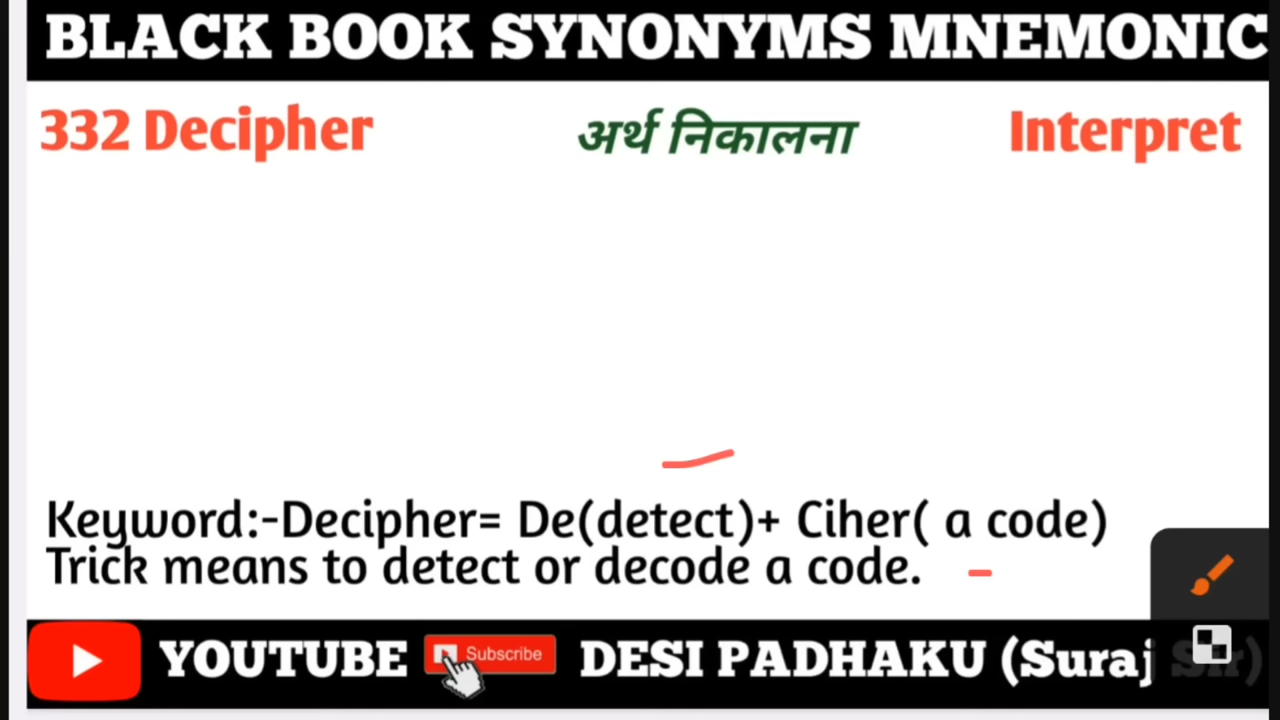 BLACK BOOK SYNONYMS MNEMONIC
332 Decipher अर्थ निकालना Interpret
Keyword:-Decipher= De(detect)+ Ciher( a code)
Trick means to detect or decode a code.
YOUTUBE Subscribe DESI PADHAKU (Suraj Sir)